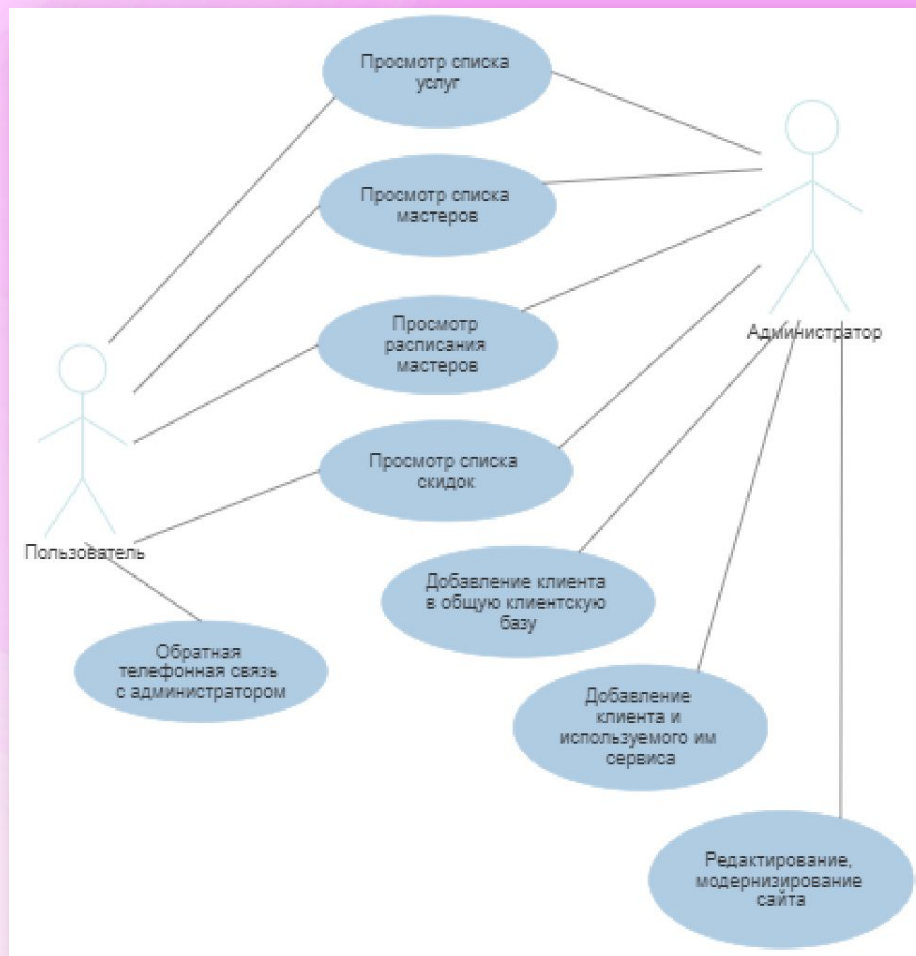 Просмотр списка
услуг
Просмотр списка
мастеров
Просмотр
расписания
мастеров
Администратор
Просмотр списка
скидок
Пользователь
Добавление клиента
в общую клиентскую
базу
Обратная
телефонная связь
с администратором
Добавление
клиента и
используемого им
сервиса
Редактирование,
модернизирование
сайта